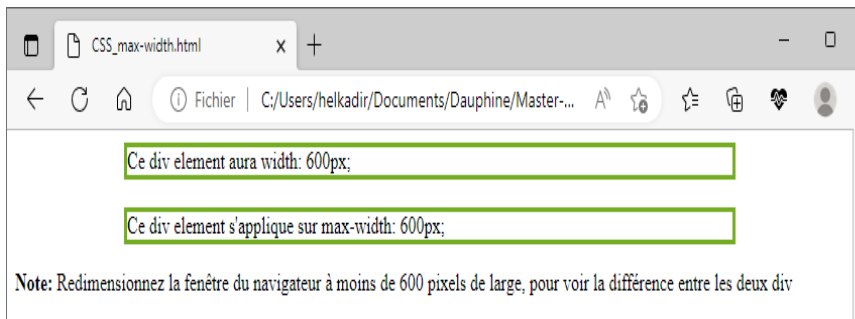 CSS_max-width.html
Fichier C:/Users/helkadir/Documents/Dauphine/Master-...
Ce div element aura width: 600px;
Ce div element s'applique sur max-width: 600px;
Note: Redimensionnez la fenêtre du navigateur à moins de 600 pixels de large, pour voir la différence entre les deux div